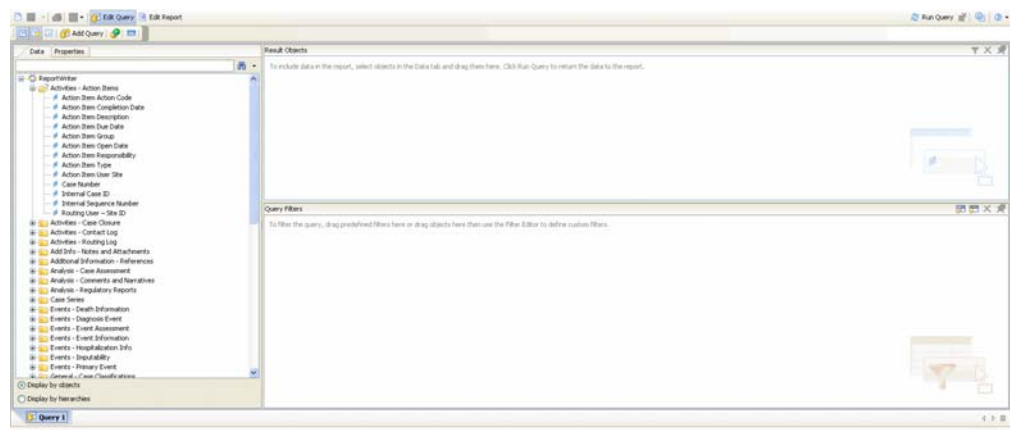 Edit Query Edit Report Run Query
Add Query
Data Properties
Result Objects
To include data in the report, select objects in the Data tab and drag them here. Click Run Query to return the data to the report.
ReportWriter
Activities - Action Items
Action Item Action Code
Action Item Completion Date
Action Item Description
Action Item Due Date
Action Item Group
Action Item Open Date
Action Item Responsibility
Action Item Type
Action Item User Site
Case Number
Internal Case ID
Internal Sequence Number
Routing User - Site ID
Activities - Case Closure
Activities - Contact Log
Activities - Routing Log
Add Info - Notes and Attachments
Additional Information - References
Analysis - Case Assessment
Analysis - Comments and Narratives
Analysis - Regulatory Reports
Case Series
Events - Death Information
Events - Diagnosis Event
Events - Event Assessment
Events - Event Information
Events - Hospitalization Info
Events - Imputability
Events - Primary Event
General - Case Classifications
Query Filters
To filter the query, drag predefined filters here or drag objects here then use the Filter Editor to define custom filters.
Display by objects
Display by hierarchies
Query 1